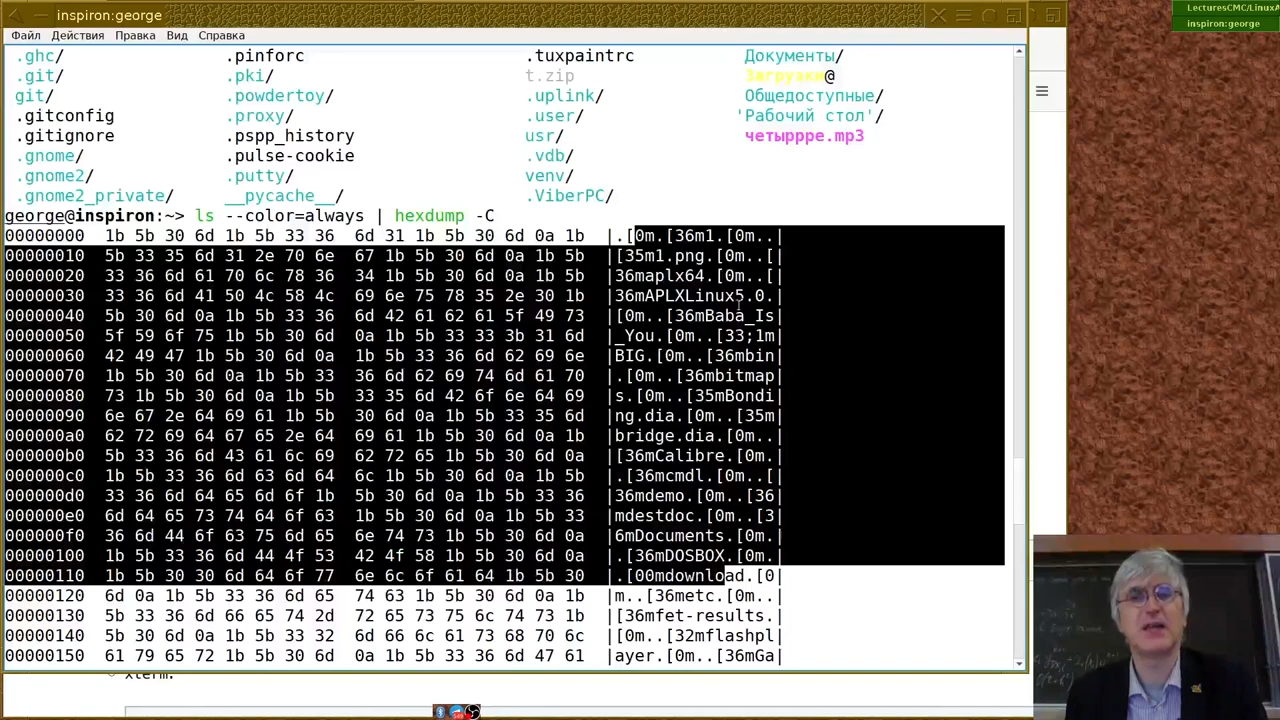 inspiron:george
LecturesCMC/LinuxA
inspiron:george
Файл Действия Правка Вид Справка
.ghc/ .pinforc .tuxpaintrc Документы/
.git/ .pki/ t.zip Загрузки@
git/ .powdertoy/ .uplink/ Общедоступные/
.gitconfig .proxy/ .user/ 'Рабочий стол'/
.gitignore .pspp_history usr/ четыррре.mp3
.gnome/ .pulse-cookie .vdb/
.gnome2/ .putty/ venv/
.gnome2_private/ __pycache__/ .ViberPC/
george@inspiron:~> ls --color=always | hexdump -C
00000000 1b 5b 30 6d 1b 5b 33 36 6d 31 1b 5b 30 6d 0a 1b |.[0m.[36m1.[0m..|
00000010 5b 33 35 6d 31 2e 70 6e 67 1b 5b 30 6d 0a 1b 5b |[35m1.png.[0m..[|
00000020 33 36 6d 61 70 6c 78 36 34 1b 5b 30 6d 0a 1b 5b |36maplx64.[0m..[|
00000030 33 36 6d 41 50 4c 58 4c 69 6e 75 78 35 2e 30 1b |36mAPLXLinux5.0.|
00000040 5b 30 6d 0a 1b 5b 33 36 6d 42 61 62 61 5f 49 73 |[0m..[36mBaba_Is|
00000050 5f 59 6f 75 1b 5b 30 6d 0a 1b 5b 33 33 3b 31 6d |_You.[0m..[33;1m|
00000060 42 49 47 1b 5b 30 6d 0a 1b 5b 33 36 6d 62 69 6e |BIG.[0m..[36mbin|
00000070 1b 5b 30 6d 0a 1b 5b 33 36 6d 62 69 74 6d 61 70 |.[0m..[36mbitmap|
00000080 73 1b 5b 30 6d 0a 1b 5b 33 35 6d 42 6f 6e 64 69 |s.[0m..[35mBondi|
00000090 6e 67 2e 64 69 61 1b 5b 30 6d 0a 1b 5b 33 35 6d |ng.dia.[0m..[35m|
000000a0 62 72 69 64 67 65 2e 64 69 61 1b 5b 30 6d 0a 1b |bridge.dia.[0m..|
000000b0 5b 33 36 6d 43 61 6c 69 62 72 65 1b 5b 30 6d 0a |[36mCalibre.[0m.|
000000c0 1b 5b 33 36 6d 63 6d 64 6c 1b 5b 30 6d 0a 1b 5b |.[36mcmdl.[0m..[|
000000d0 33 36 6d 64 65 6d 6f 1b 5b 30 6d 0a 1b 5b 33 36 |36mdemo.[0m..[36|
000000e0 6d 64 65 73 74 64 6f 63 1b 5b 30 6d 0a 1b 5b 33 |mdestdoc.[0m..[3|
000000f0 36 6d 44 6f 63 75 6d 65 6e 74 73 1b 5b 30 6d 0a |6mDocuments.[0m.|
00000100 1b 5b 33 36 6d 44 4f 53 42 4f 58 1b 5b 30 6d 0a |.[36mDOSBOX.[0m.|
00000110 1b 5b 30 30 6d 64 6f 77 6e 6c 6f 61 64 1b 5b 30 |.[00mdownload.[0|
00000120 6d 0a 1b 5b 33 36 6d 65 74 63 1b 5b 30 6d 0a 1b |m..[36metc.[0m..|
00000130 5b 33 36 6d 66 65 74 2d 72 65 73 75 6c 74 73 1b |[36mfet-results.|
00000140 5b 30 6d 0a 1b 5b 33 32 6d 66 6c 61 73 68 70 6c |[0m..[32mflashpl|
00000150 61 79 65 72 1b 5b 30 6d 0a 1b 5b 33 36 6d 47 61 |ayer.[0m..[36mGa|
xterm.